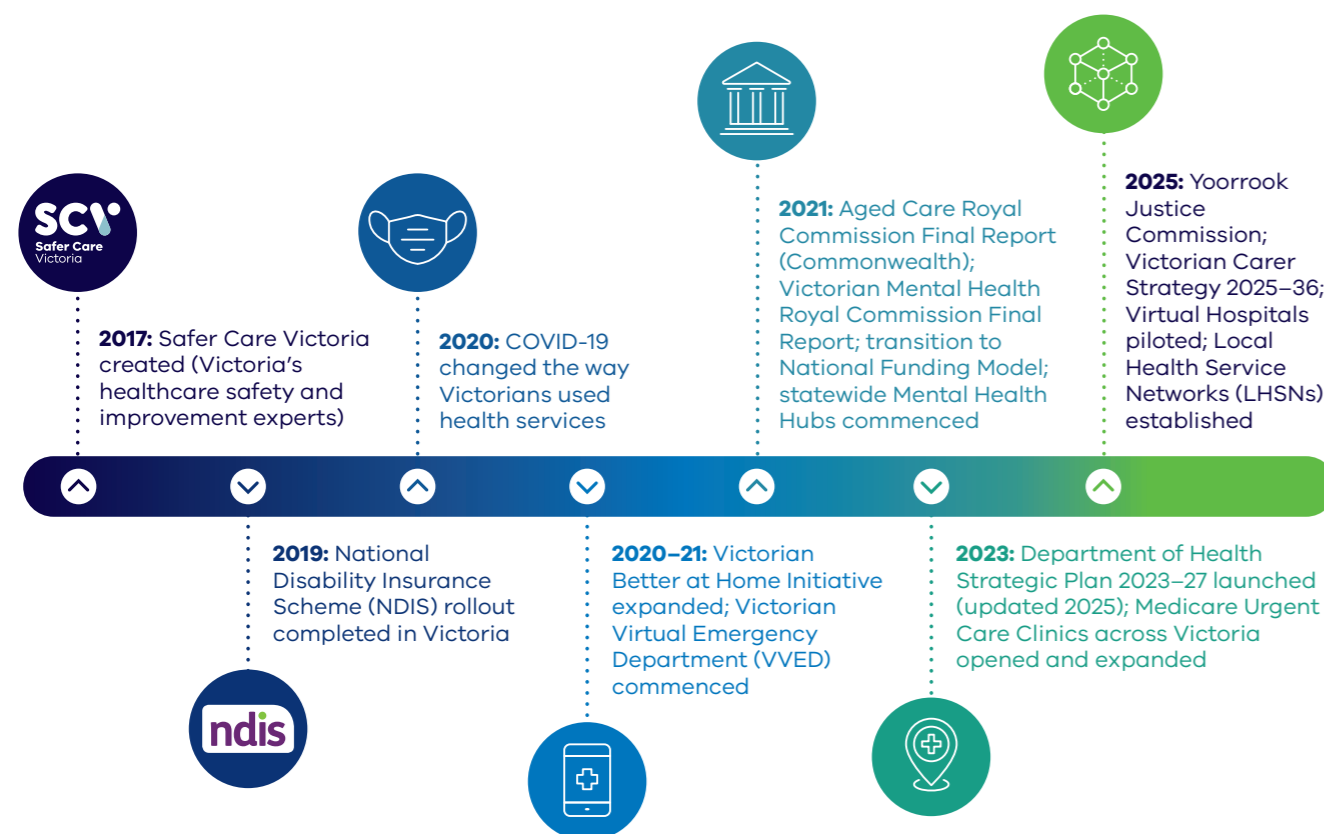 SCV
Safer Care
Victoria
2017: Safer Care Victoria
created (Victoria's
healthcare safety and
improvement experts)
2019: National
Disability Insurance
Scheme (NDIS) rollout
completed in Victoria
ndis
2020: COVID-19
changed the way
Victorians used
health services
2020–21: Victorian
Better at Home Initiative
expanded; Victorian
Virtual Emergency
Department (VVED)
commenced
2021: Aged Care Royal
Commission Final Report
(Commonwealth);
Victorian Mental Health
Royal Commission Final
Report; transition to
National Funding Model;
statewide Mental Health
Hubs commenced
2023: Department of Health
Strategic Plan 2023–27 launched
(updated 2025); Medicare Urgent
Care Clinics across Victoria
opened and expanded
2025: Yoorrook
Justice
Commission;
Victorian Carer
Strategy 2025–36;
Virtual Hospitals
piloted; Local
Health Service
Networks (LHSNs)
established